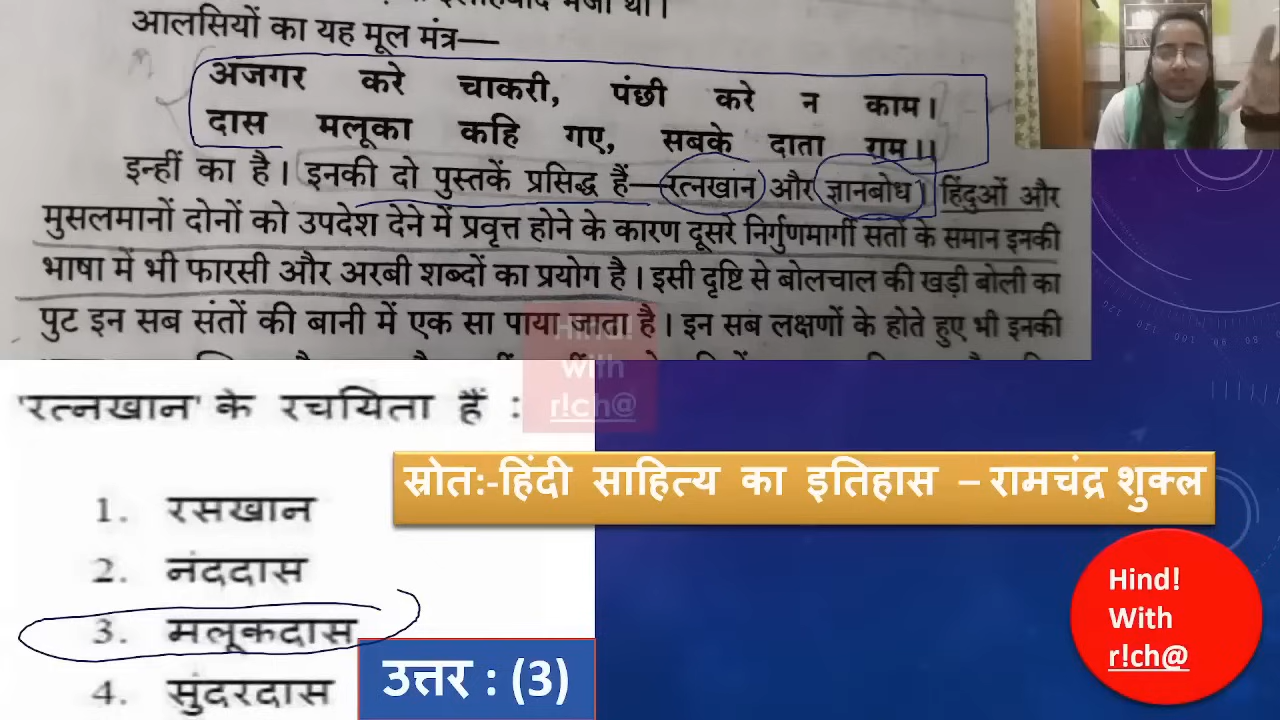 आलसियों का यह मूल मंत्र—
अजगर करे चाकरी, पंछी करे न काम।
दास मलूका कहि गए, सबके दाता राम।।
इन्हीं का है। इनकी दो पुस्तकें प्रसिद्ध हैं—रत्नखान और ज्ञानबोध। हिंदुओं और
मुसलमानों दोनों को उपदेश देने में प्रवृत्त होने के कारण दूसरे निर्गुणमार्गी संतों के समान इनकी
भाषा में भी फारसी और अरबी शब्दों का प्रयोग है। इसी दृष्टि से बोलचाल की खड़ी बोली का
पुट इन सब संतों की बानी में एक सा पाया जाता है। इन सब लक्षणों के होते हुए भी इनकी
Hind!
With
r!ch@
'रत्नखान' के रचयिता हैं :
स्रोतः-हिंदी साहित्य का इतिहास – रामचंद्र शुक्ल
1. रसखान
2. नंददास
3. मलूकदास
4. सुंदरदास
उत्तर : (3)
Hind!
With
r!ch@